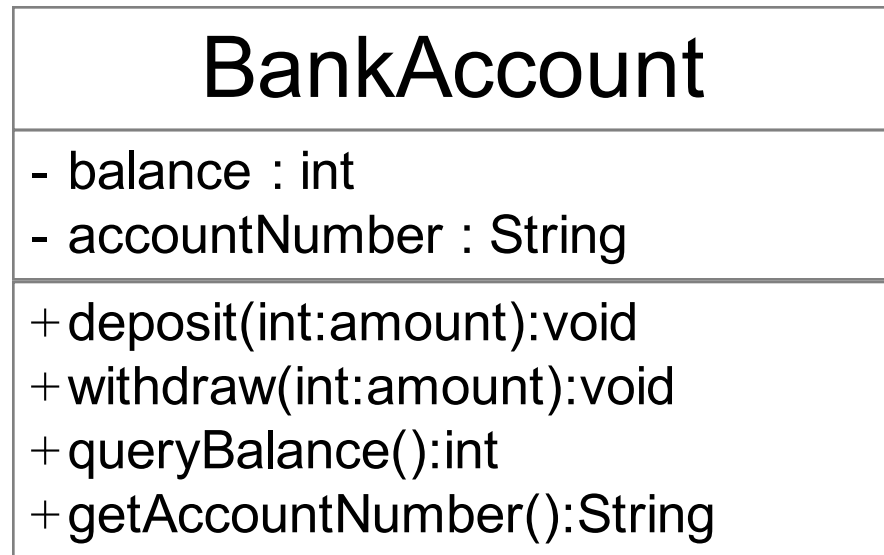 BankAccount
- balance : int
- accountNumber : String
+deposit(int:amount):void
+withdraw(int:amount):void
+queryBalance():int
+getAccountNumber():String